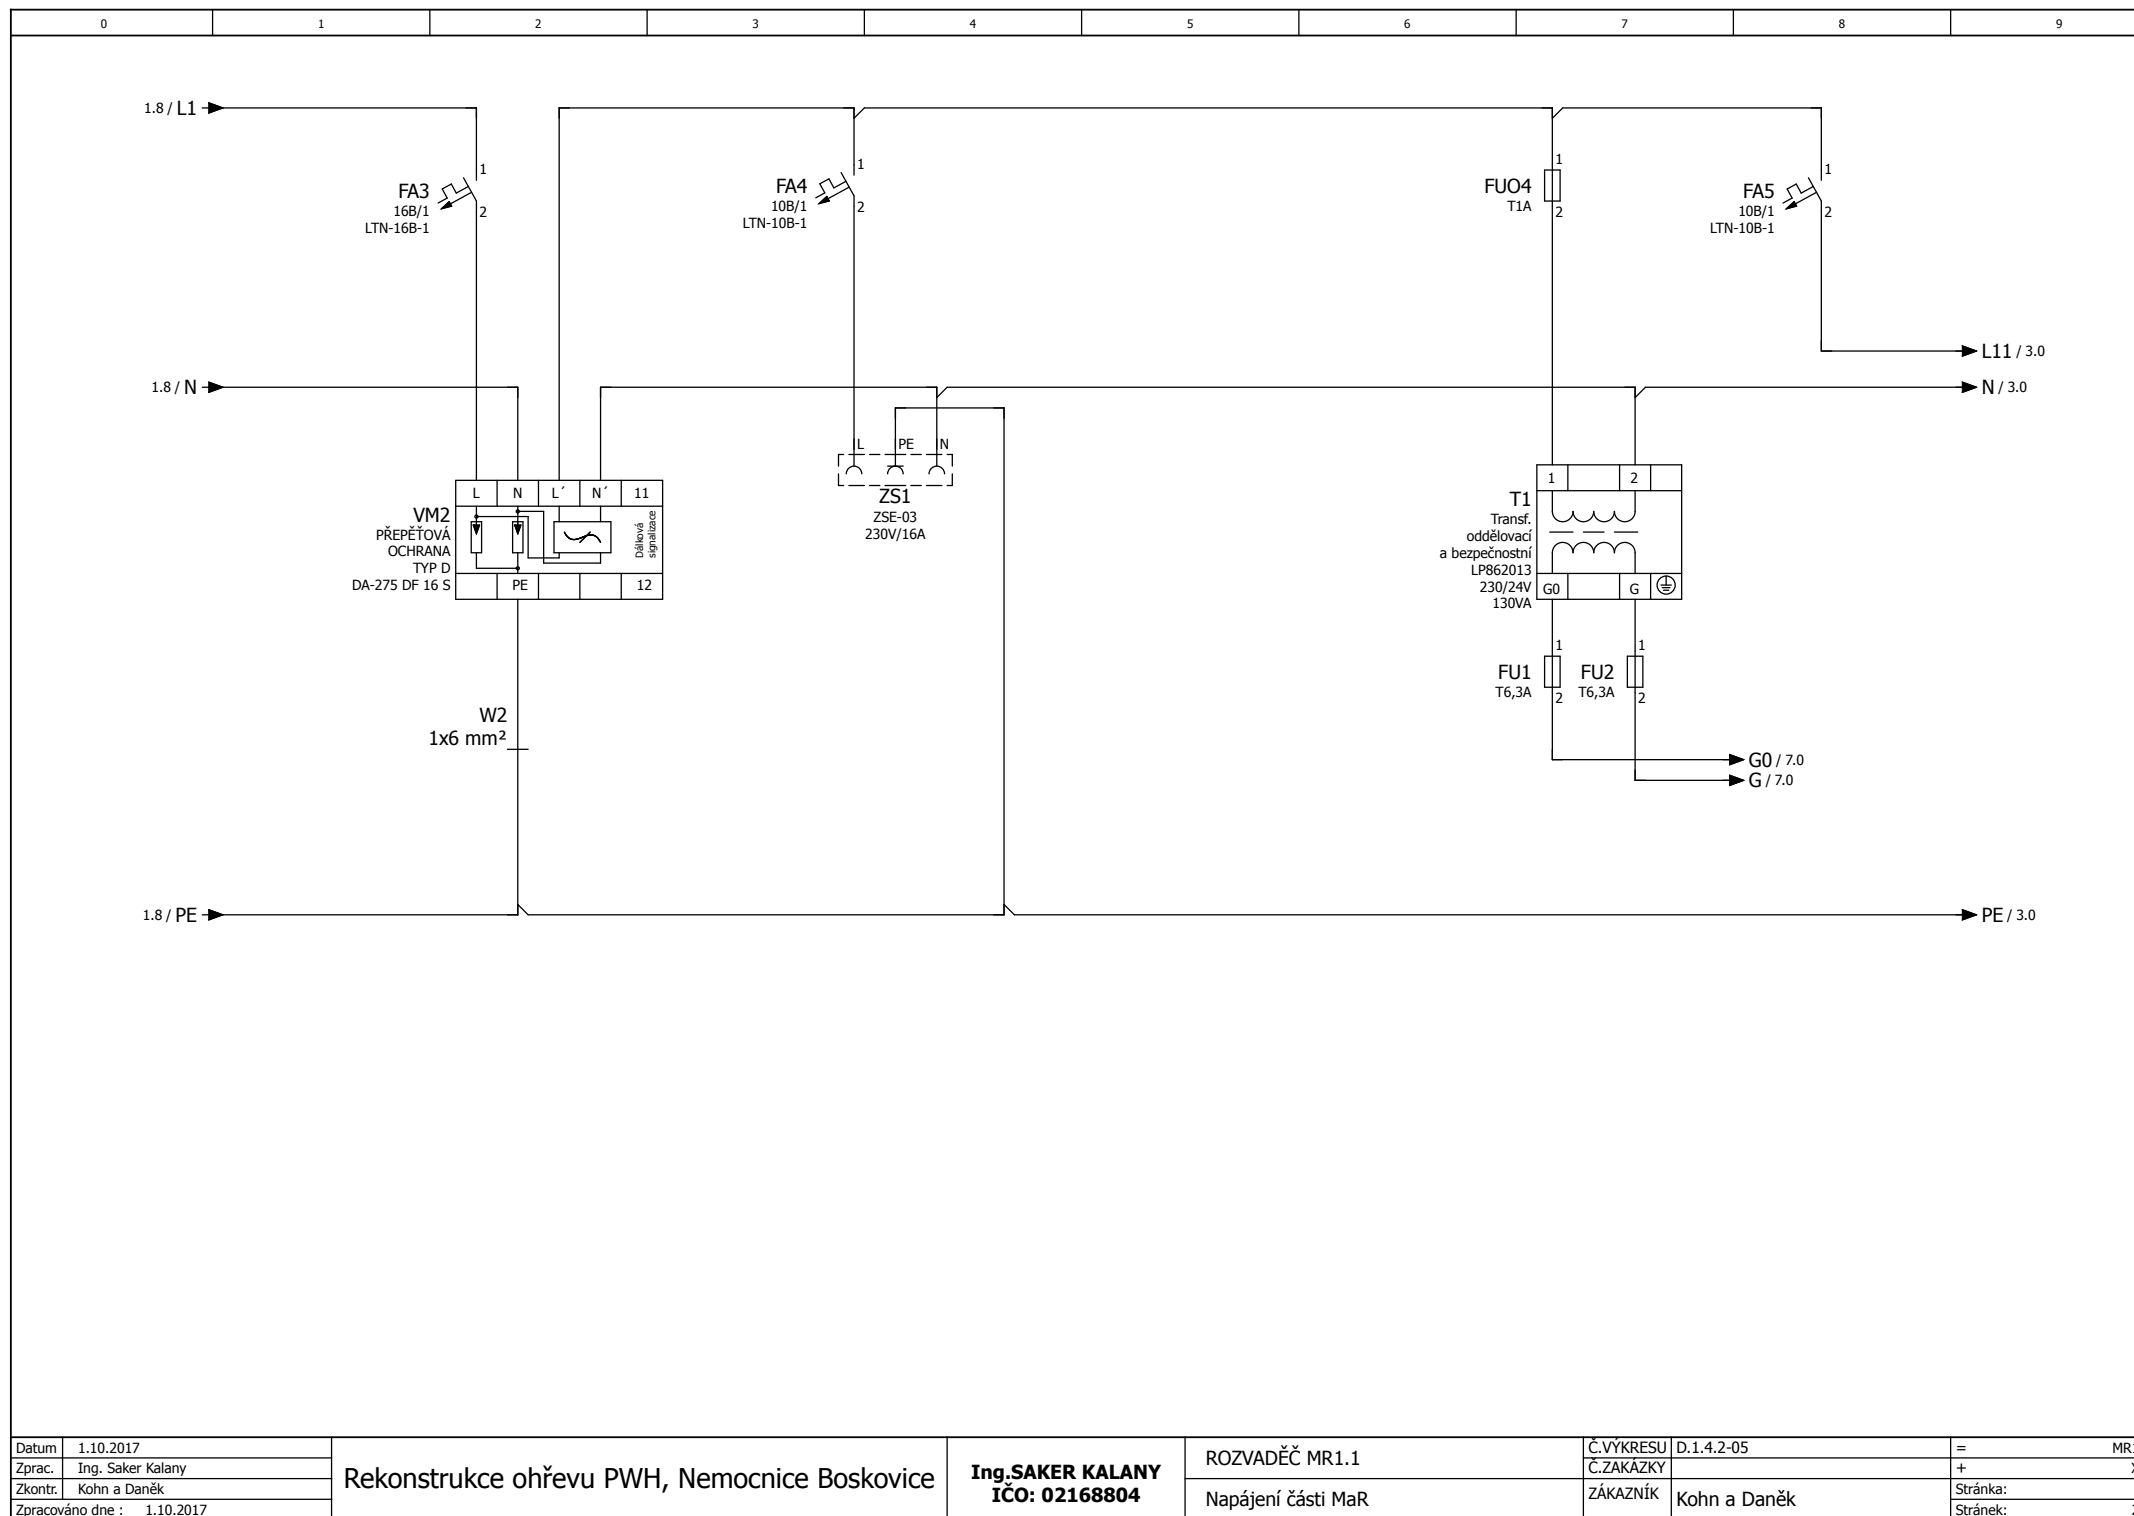 0 1 2 3 4 5 6 7 8 9
1.8 / L1
FA3
16B/1
LTN-16B-1
1
2
FA4
10B/1
LTN-10B-1
1
2
FUO4
T1A
1
2
FA5
10B/1
LTN-10B-1
1
2
L11 / 3.0
1.8 / N
N / 3.0
L PE N
ZS1
ZSE-03
230V/16A
L N L´ N´ 11
VM2
PŘEPĚŤOVÁ
OCHRANA
TYP D
DA-275 DF 16 S
Dálková
signalizace
PE 12
1 2
T1
Transf.
oddělovací
a bezpečnostní
LP862013
230/24V
130VA
G0 G
FU1
T6,3A
1
2
FU2
T6,3A
1
2
W2
1x6 mm²
G0 / 7.0
G / 7.0
1.8 / PE
PE / 3.0
Datum 1.10.2017
Zprac. Ing. Saker Kalany
Zkontr. Kohn a Daněk
Zpracováno dne : 1.10.2017
Rekonstrukce ohřevu PWH, Nemocnice Boskovice
Ing.SAKER KALANY
IČO: 02168804
ROZVADĚČ MR1.1
Napájení části MaR
Č.VÝKRESU D.1.4.2-05
Č.ZAKÁZKY
ZÁKAZNÍK Kohn a Daněk
=
+
Stránka:
Stránek: